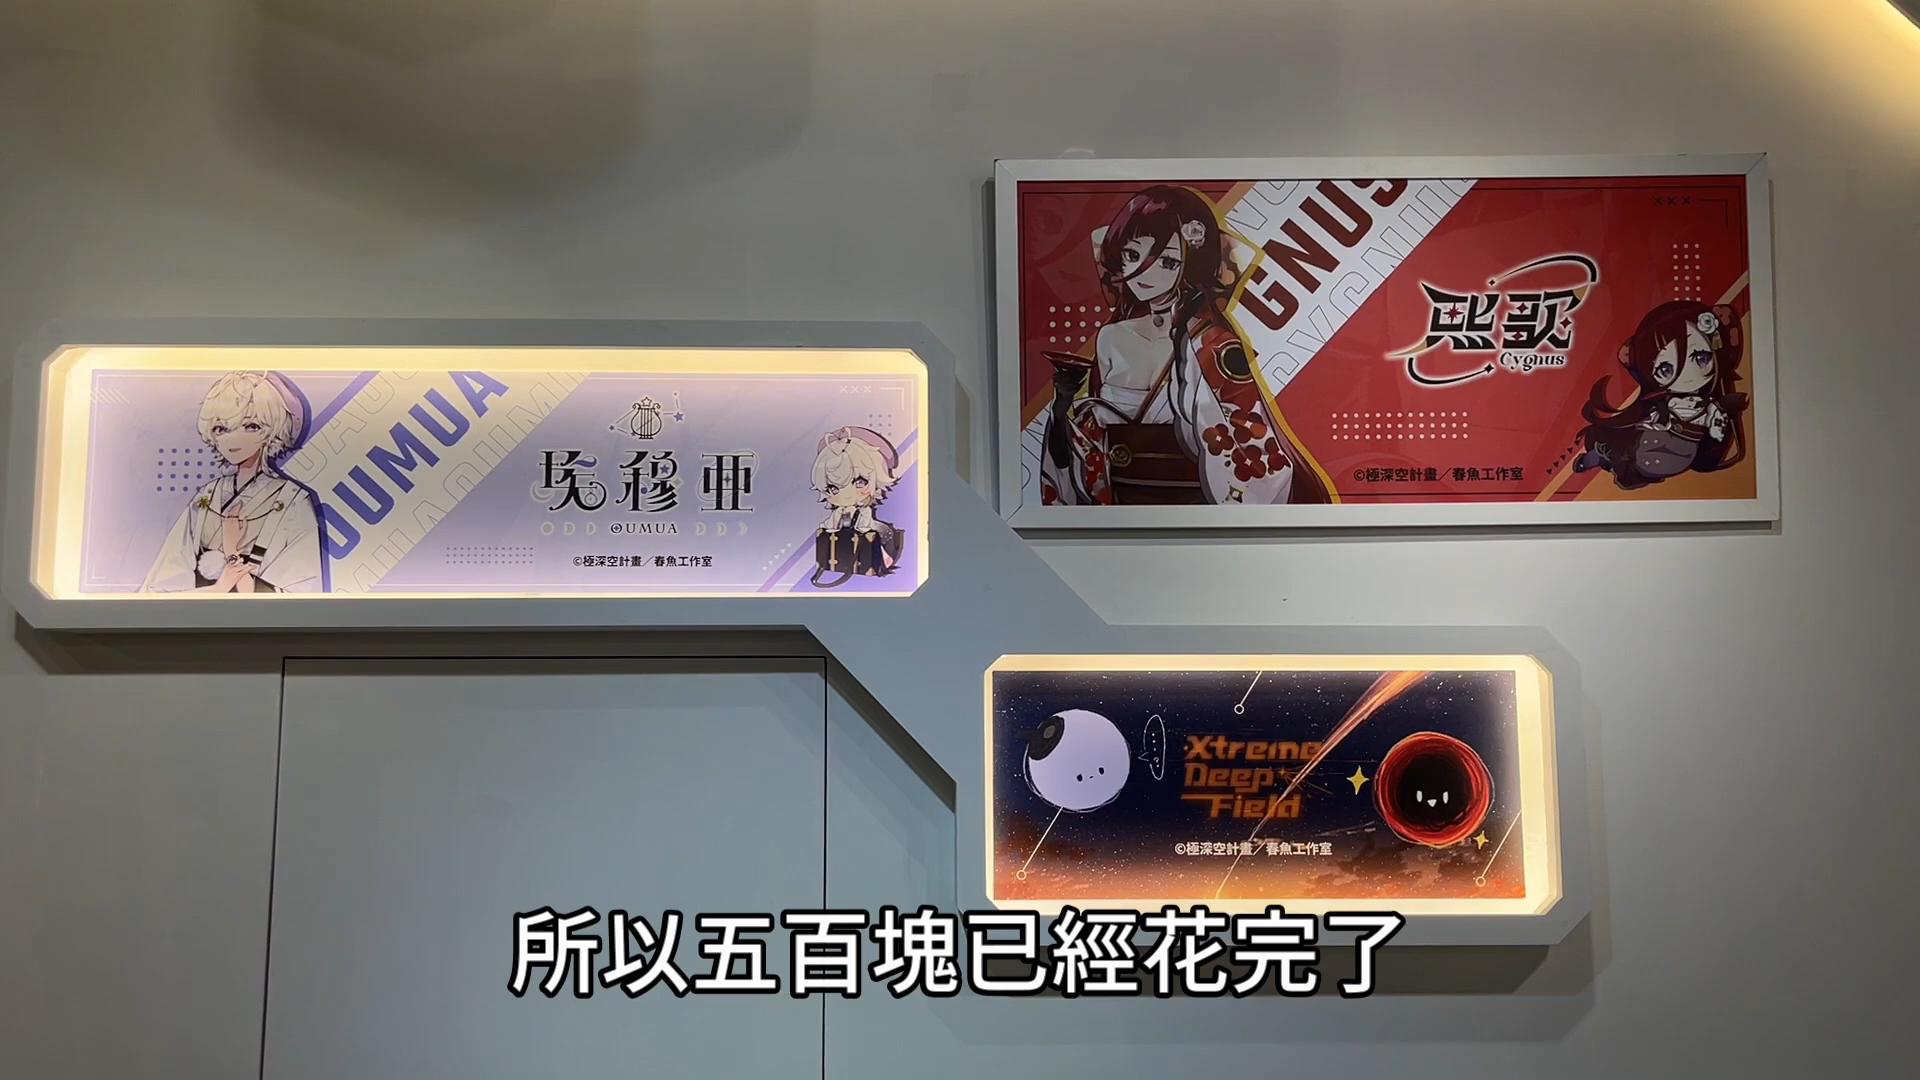 OUMUA
埃穆亞
OUMUA
©極深空計畫／春魚工作室
GNUS
CYGNU
熙歌
Cygnus
©極深空計畫／春魚工作室
Xtreme
Deep
Field
©極深空計畫／春魚工作室
所以五百塊已經花完了